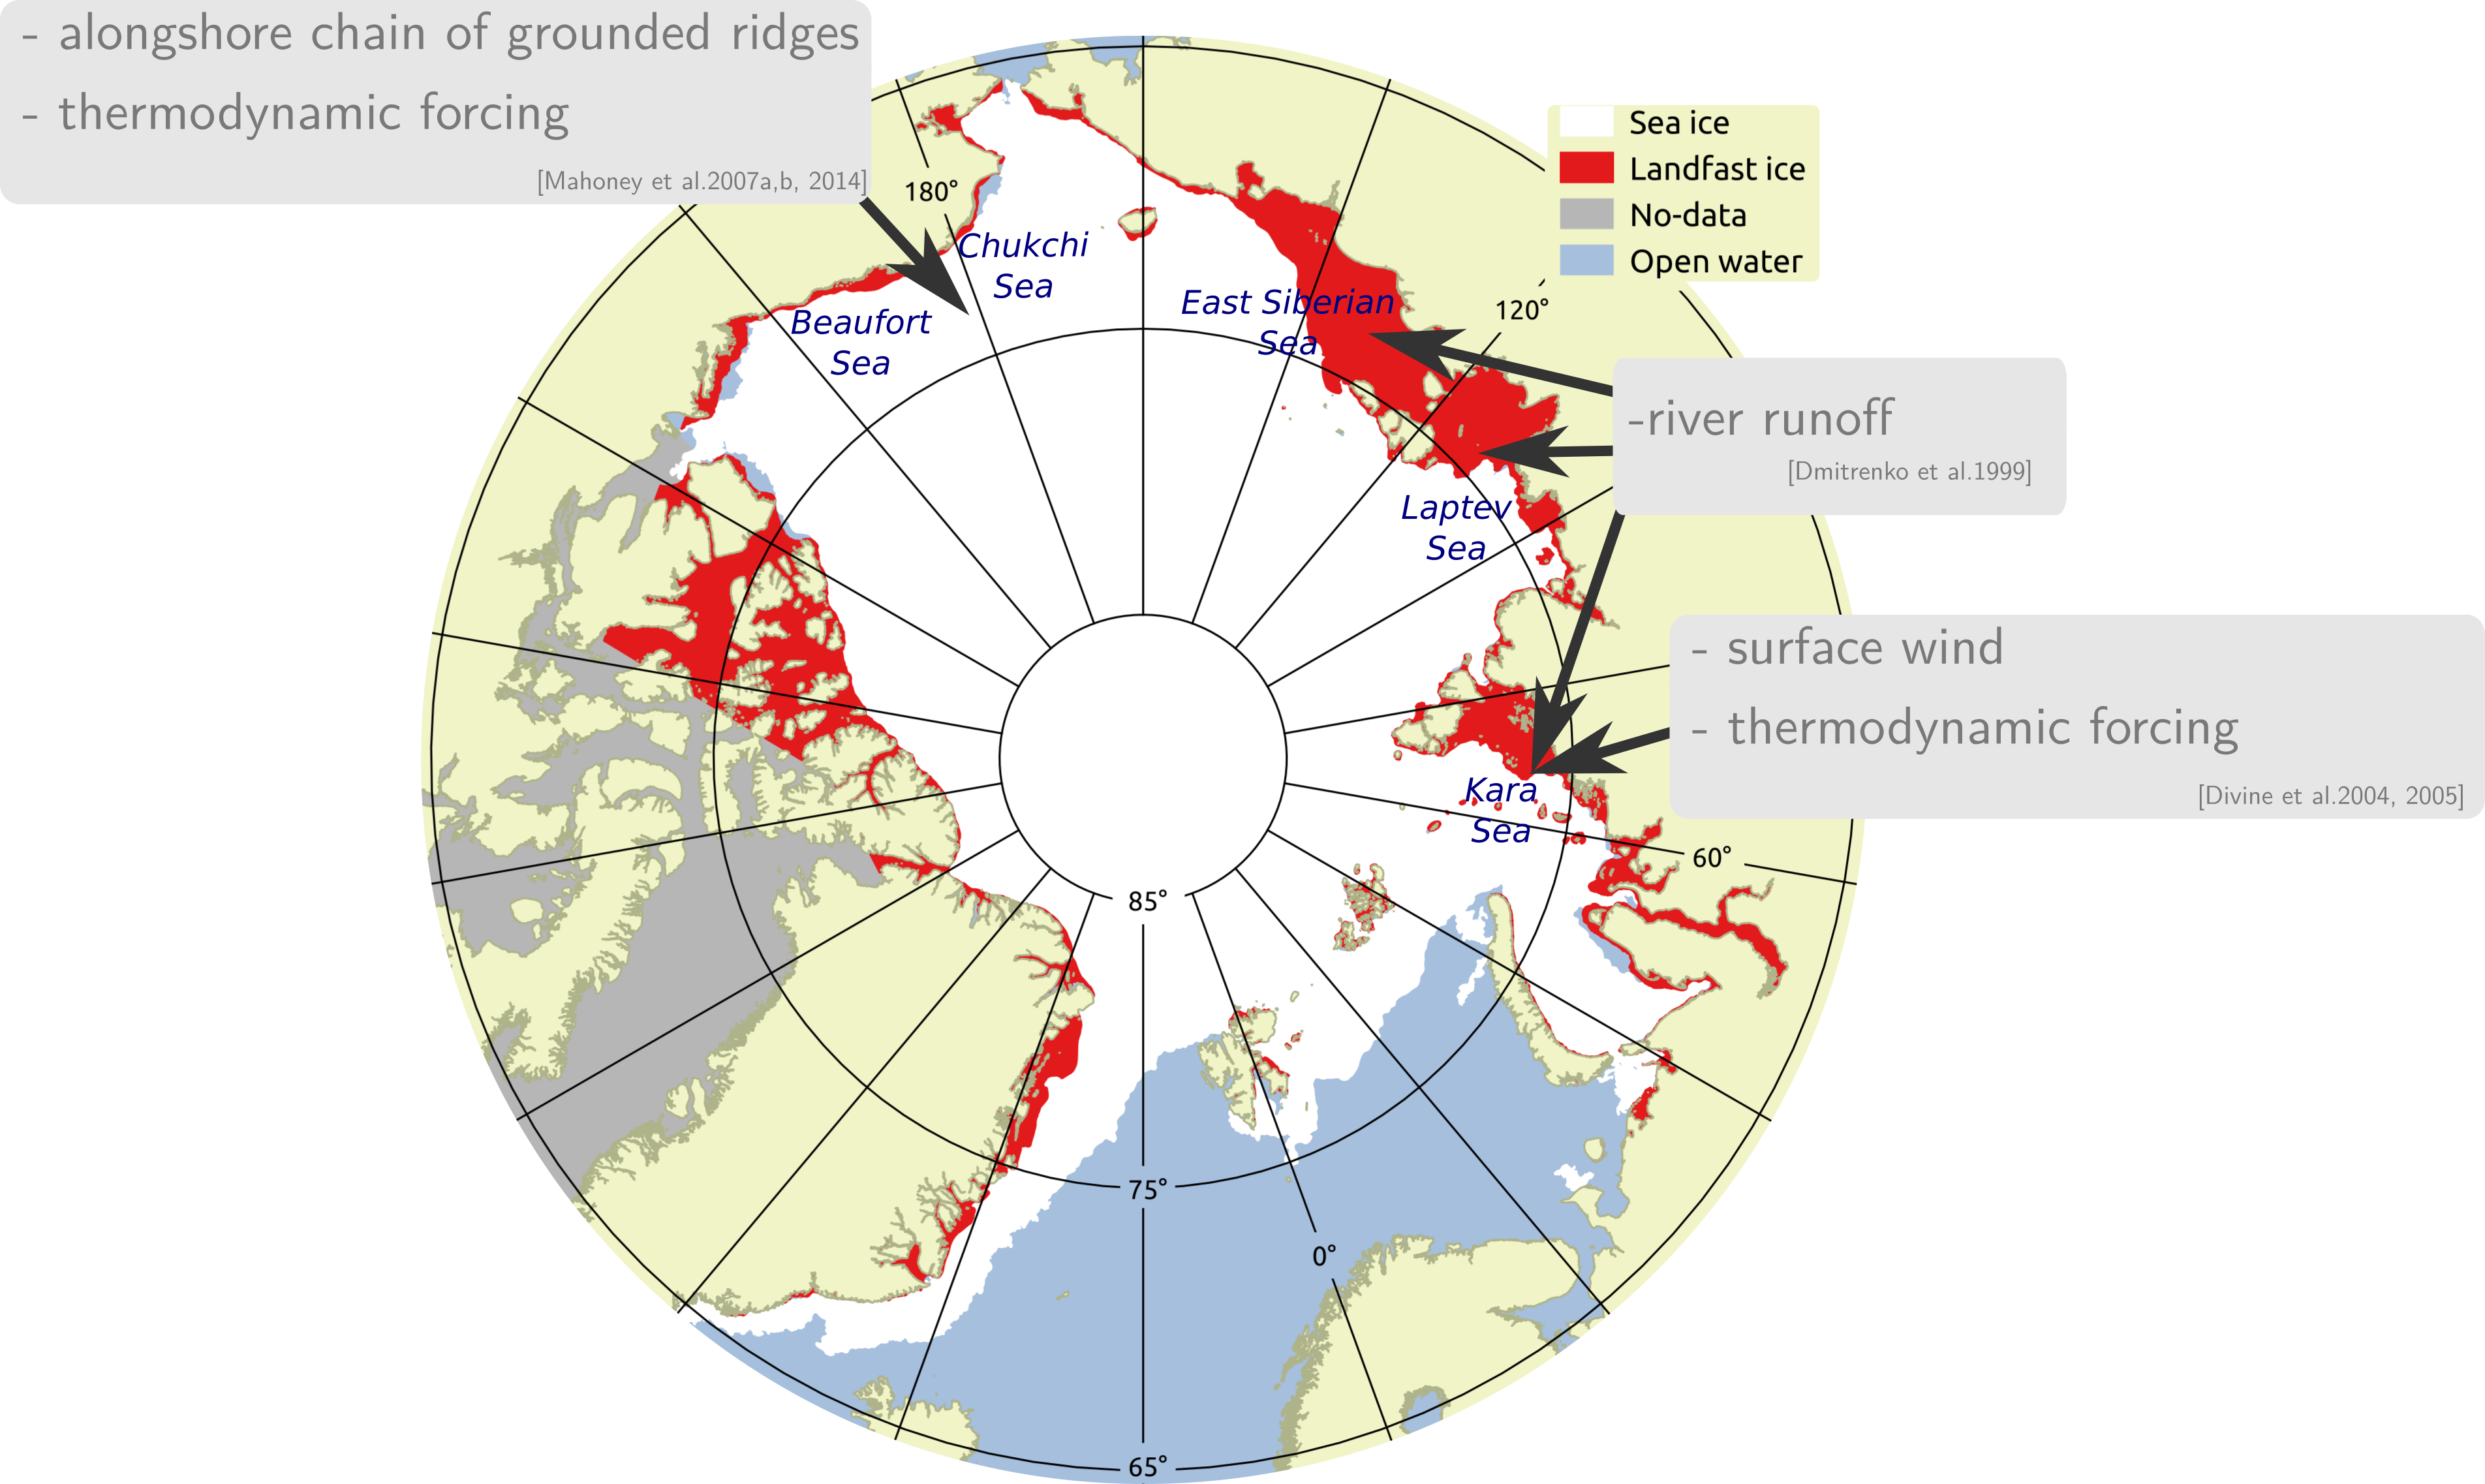 - alongshore chain of grounded ridges
- thermodynamic forcing
[Mahoney et al.2007a,b, 2014]
Sea ice
Landfast ice
No-data
Open water
180°
Chukchi
Sea
Beaufort
Sea
East Siberian
Sea
120°
-river runoff
[Dmitrenko et al.1999]
Laptev
Sea
- surface wind
- thermodynamic forcing
[Divine et al.2004, 2005]
Kara
Sea
60°
85°
75°
0°
65°